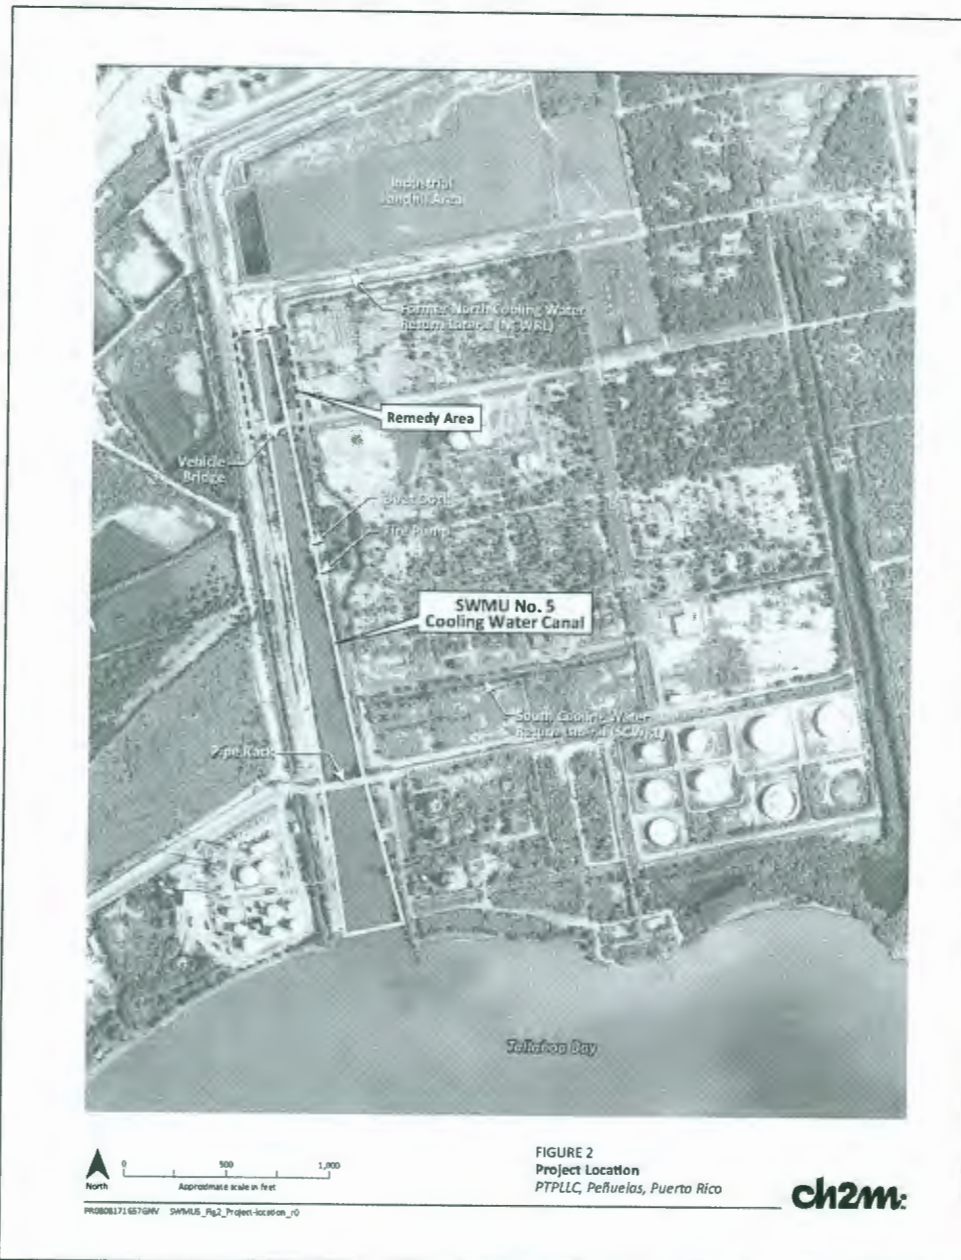 Industrial
Landfill Area
Former North Cooling Water
Return Lateral (NCWRL)
Remedy Area
Vehicle
Bridge
Boat Dock
Fire Pump
SWMU No. 5
Cooling Water Canal
South Cooling Water
Return Lateral (SCWRL)
Pipe Rack
Tallaboa Bay
North
0 500 1,000
Approximate scale in feet
FIGURE 2
Project Location
PTPLLC, Peñuelas, Puerto Rico
ch2m:
PR0808171657GNV SWMU5_Fig2_Project-location_r0